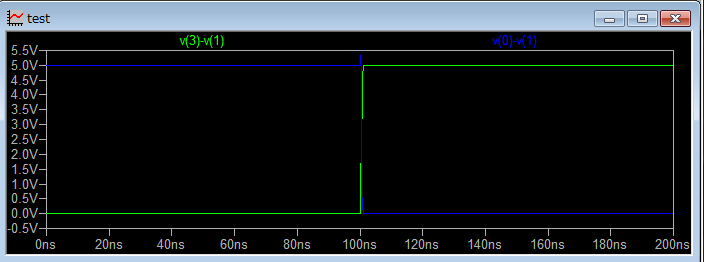 test
v(3)-v(1) v(0)-v(1)
5.5V
5.0V
4.5V
4.0V
3.5V
3.0V
2.5V
2.0V
1.5V
1.0V
0.5V
0.0V
-0.5V
0ns 20ns 40ns 60ns 80ns 100ns 120ns 140ns 160ns 180ns 200ns